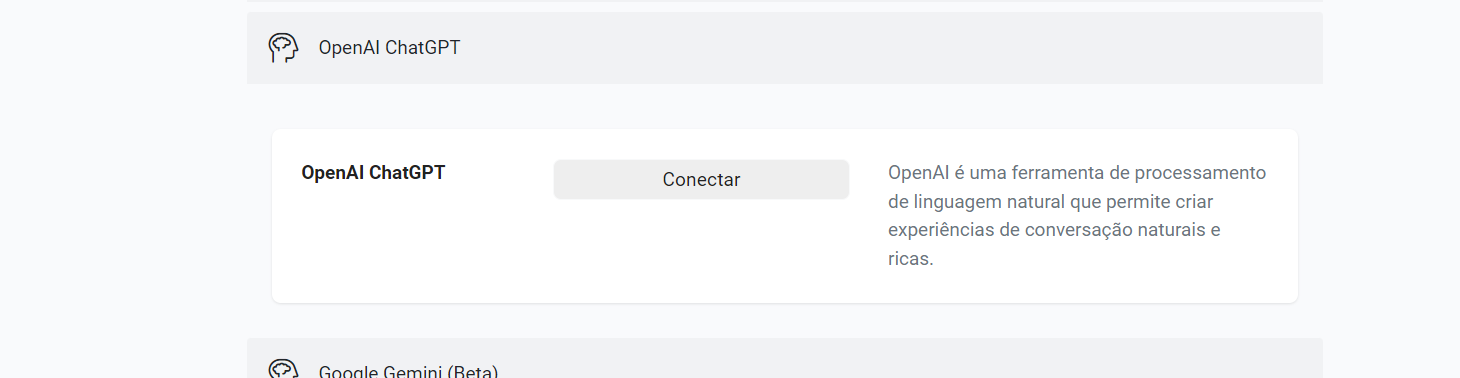 OpenAI ChatGPT
OpenAI ChatGPT
Conectar
OpenAI é uma ferramenta de processamento
de linguagem natural que permite criar
experiências de conversação naturais e
ricas.
Google Gemini (Beta)